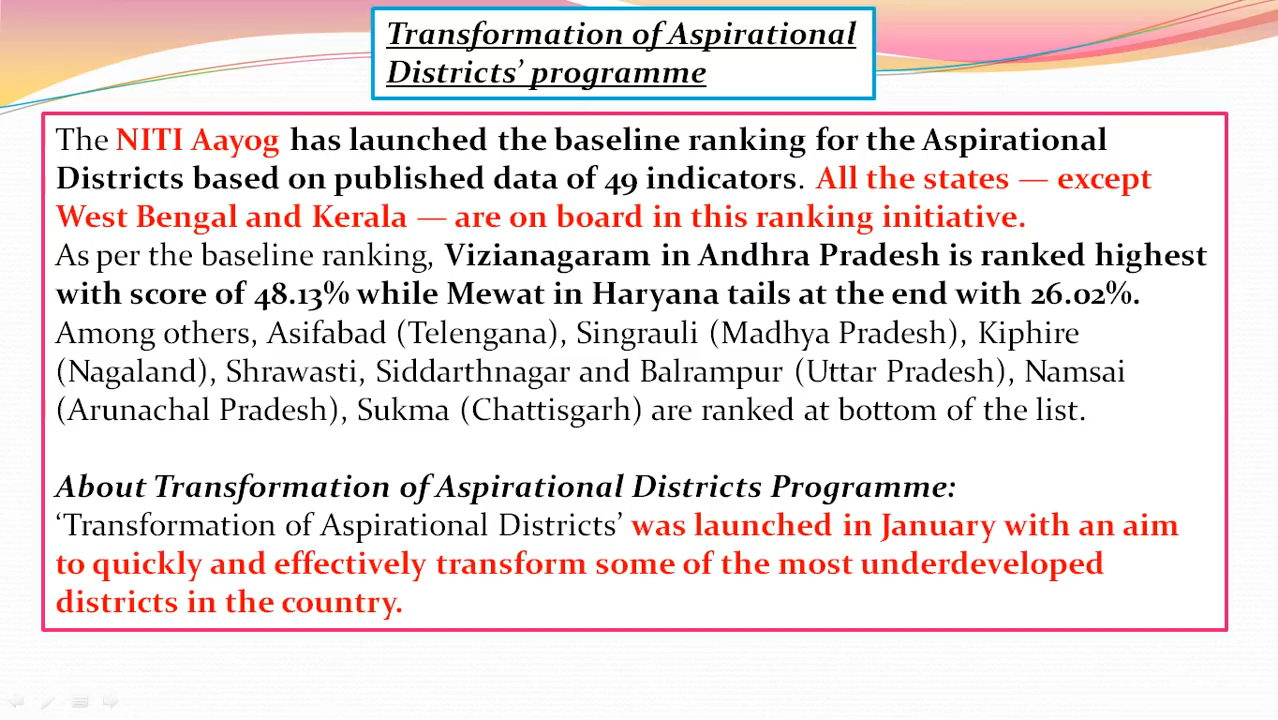 Transformation of Aspirational
Districts’ programme
The NITI Aayog has launched the baseline ranking for the Aspirational
Districts based on published data of 49 indicators. All the states — except
West Bengal and Kerala — are on board in this ranking initiative.
As per the baseline ranking, Vizianagaram in Andhra Pradesh is ranked highest
with score of 48.13% while Mewat in Haryana tails at the end with 26.02%.
Among others, Asifabad (Telengana), Singrauli (Madhya Pradesh), Kiphire
(Nagaland), Shrawasti, Siddarthnagar and Balrampur (Uttar Pradesh), Namsai
(Arunachal Pradesh), Sukma (Chattisgarh) are ranked at bottom of the list.
About Transformation of Aspirational Districts Programme:
‘Transformation of Aspirational Districts’ was launched in January with an aim
to quickly and effectively transform some of the most underdeveloped
districts in the country.